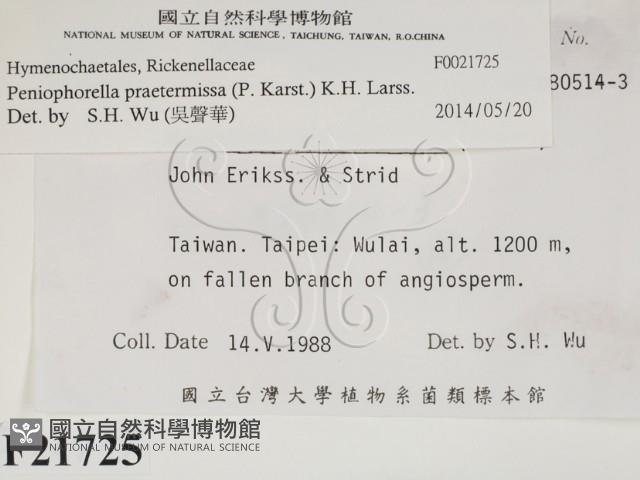 國立自然科學博物館
NATIONAL MUSEUM OF NATURAL SCIENCE, TAICHUNG, TAIWAN, R.O.CHINA
Hymenochaetales, Rickenellaceae F0021725
Peniophorella praetermissa (P. Karst.) K.H. Larss.
Det. by S.H. Wu (吳聲華) 2014/05/20
No.
80514-3
John Erikss. & Strid
Taiwan. Taipei: Wulai, alt. 1200 m,
on fallen branch of angiosperm.
Coll. Date 14.V.1988 Det. by S.H. Wu
國立台灣大學植物系菌類標本館
國立自然科學博物館
NATIONAL MUSEUM OF NATURAL SCIENCE
F21725